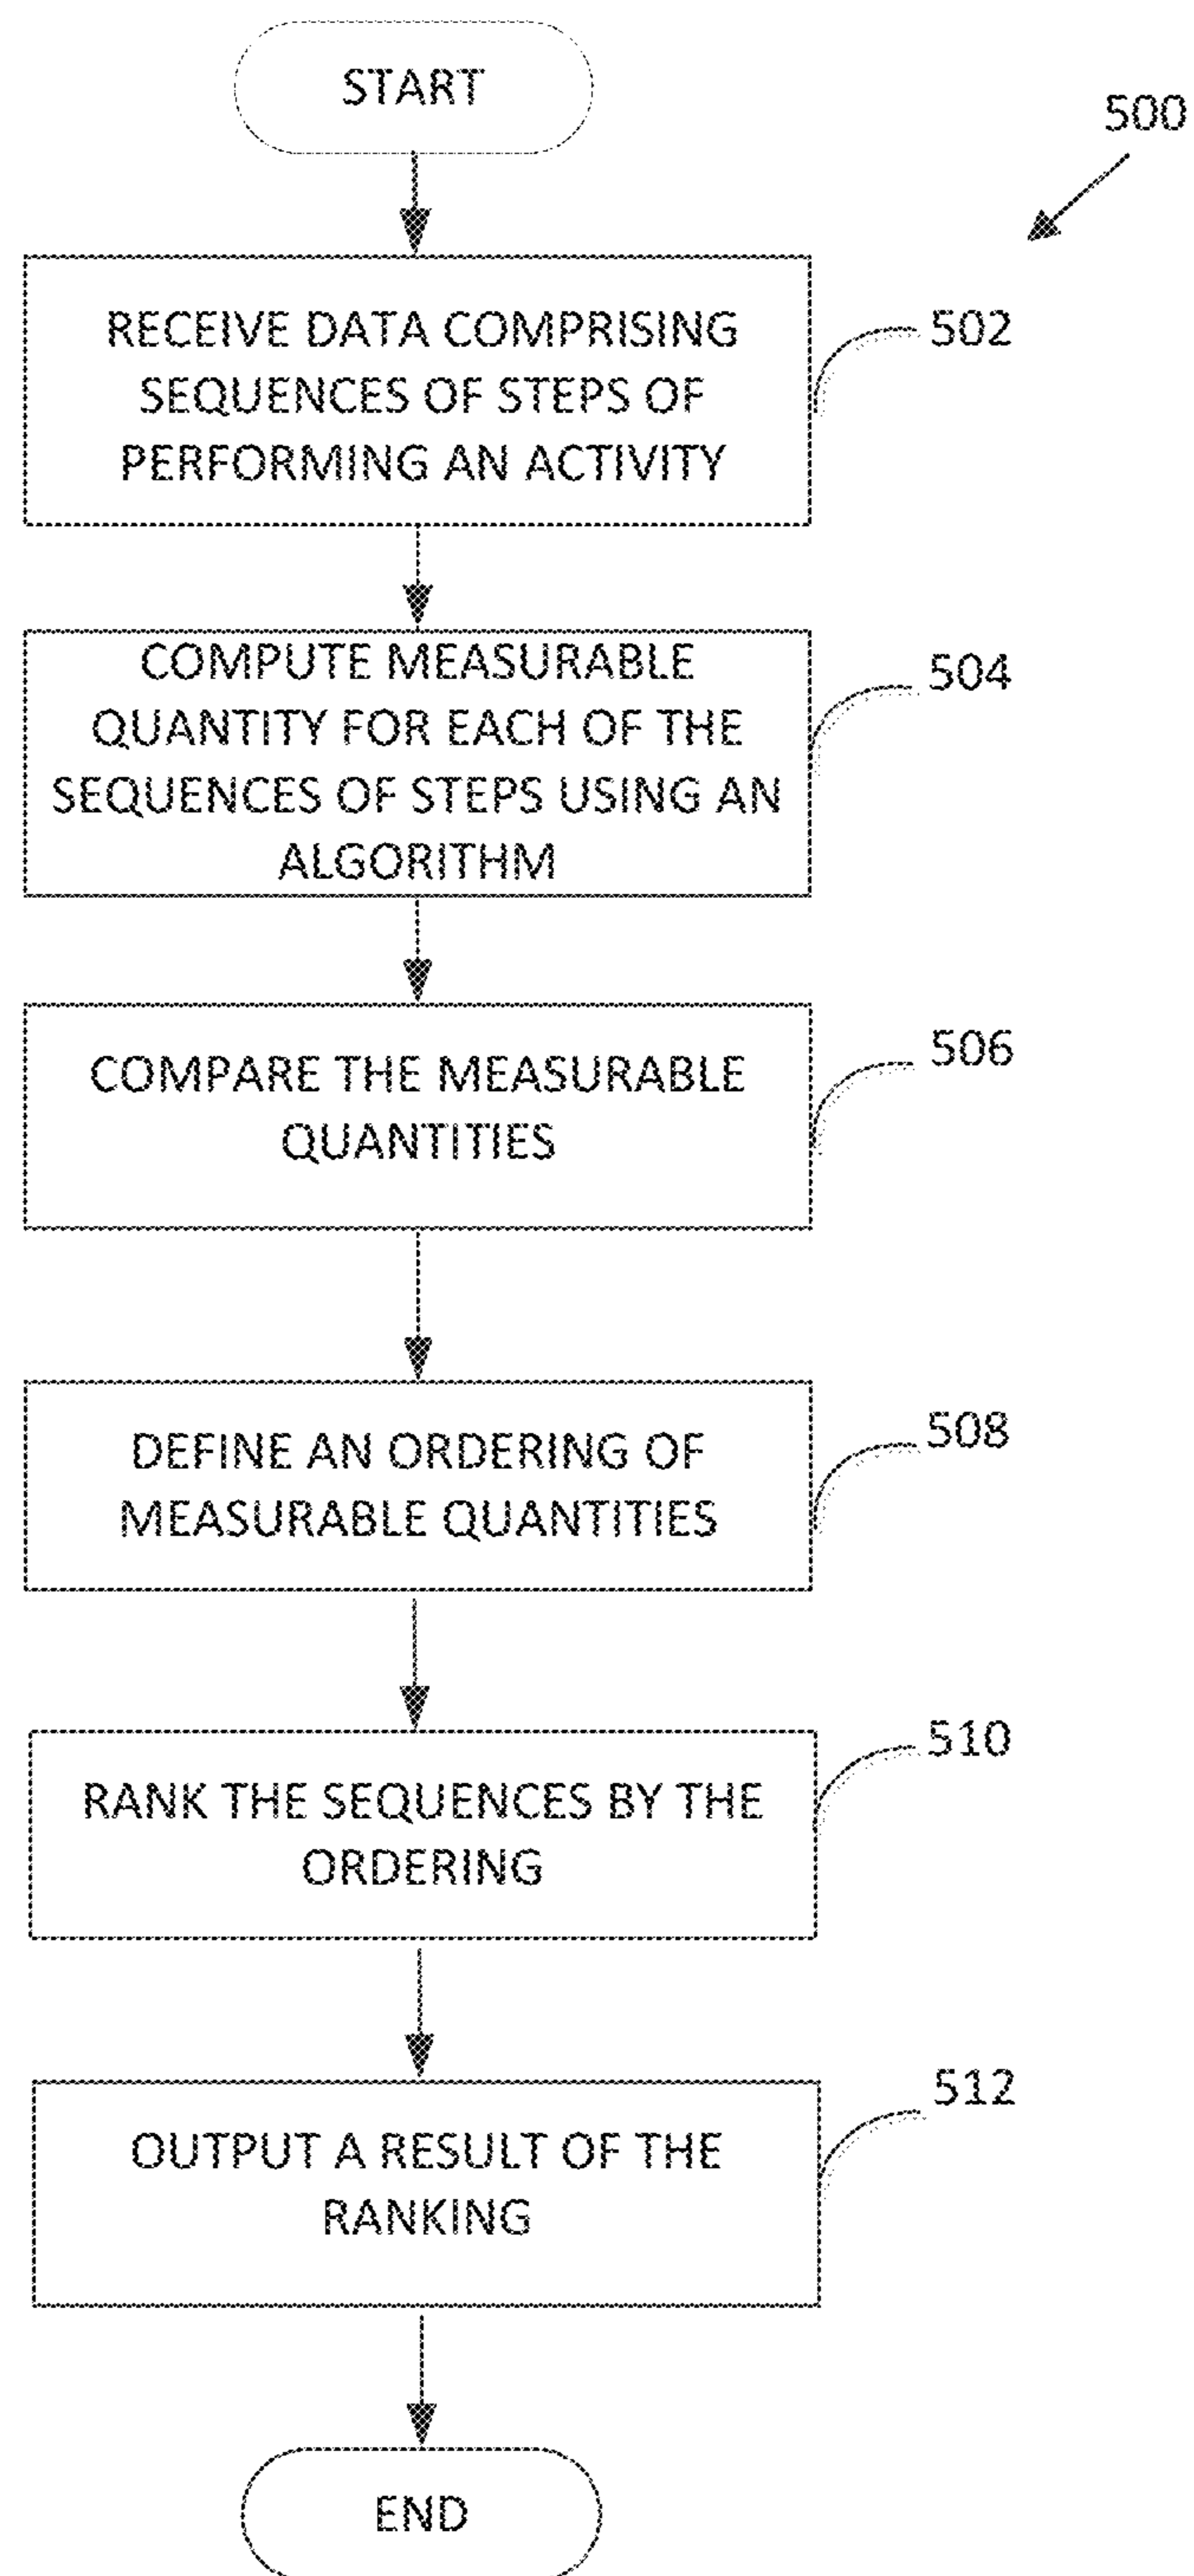 START
500
RECEIVE DATA COMPRISING
SEQUENCES OF STEPS OF
PERFORMING AN ACTIVITY
502
COMPUTE MEASURABLE
QUANTITY FOR EACH OF THE
SEQUENCES OF STEPS USING AN
ALGORITHM
504
COMPARE THE MEASURABLE
QUANTITIES
506
DEFINE AN ORDERING OF
MEASURABLE QUANTITIES
508
RANK THE SEQUENCES BY THE
ORDERING
510
OUTPUT A RESULT OF THE
RANKING
512
END